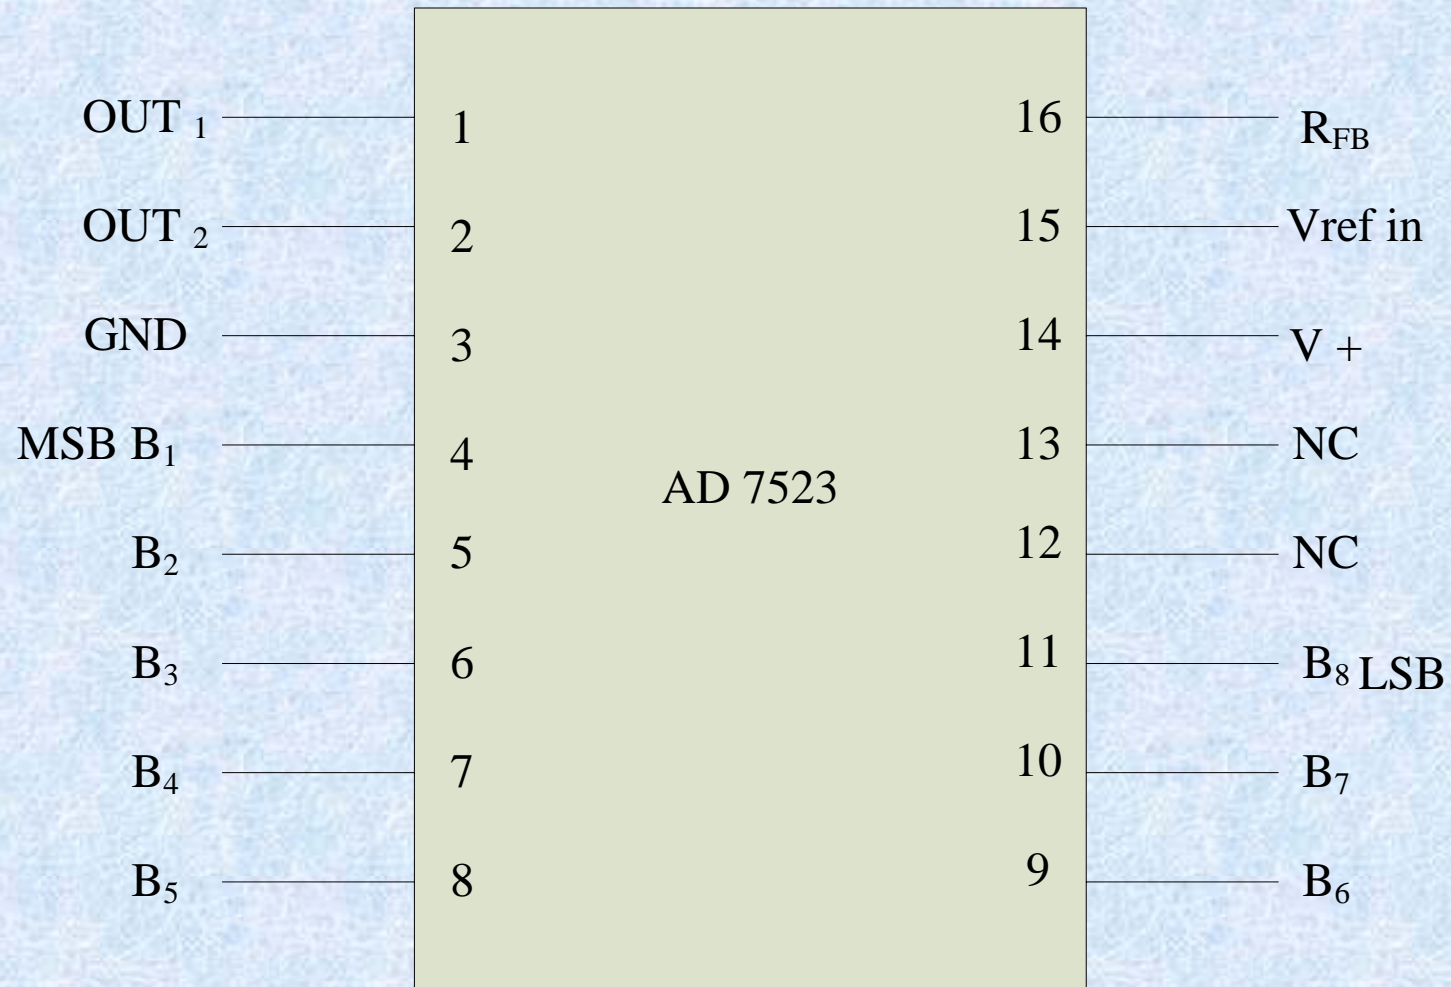 OUT 1 1 16 RFB
OUT 2 2 15 Vref in
GND 3 14 V +
MSB B1 4 13 NC
AD 7523
B2 5 12 NC
B3 6 11 B8 LSB
B4 7 10 B7
B5 8 9 B6